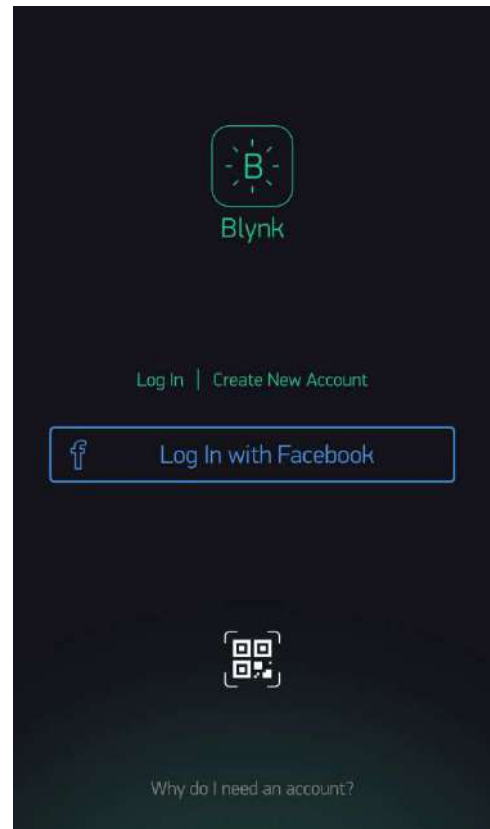 B
Blynk
Log In | Create New Account
f Log In with Facebook
Why do I need an account?